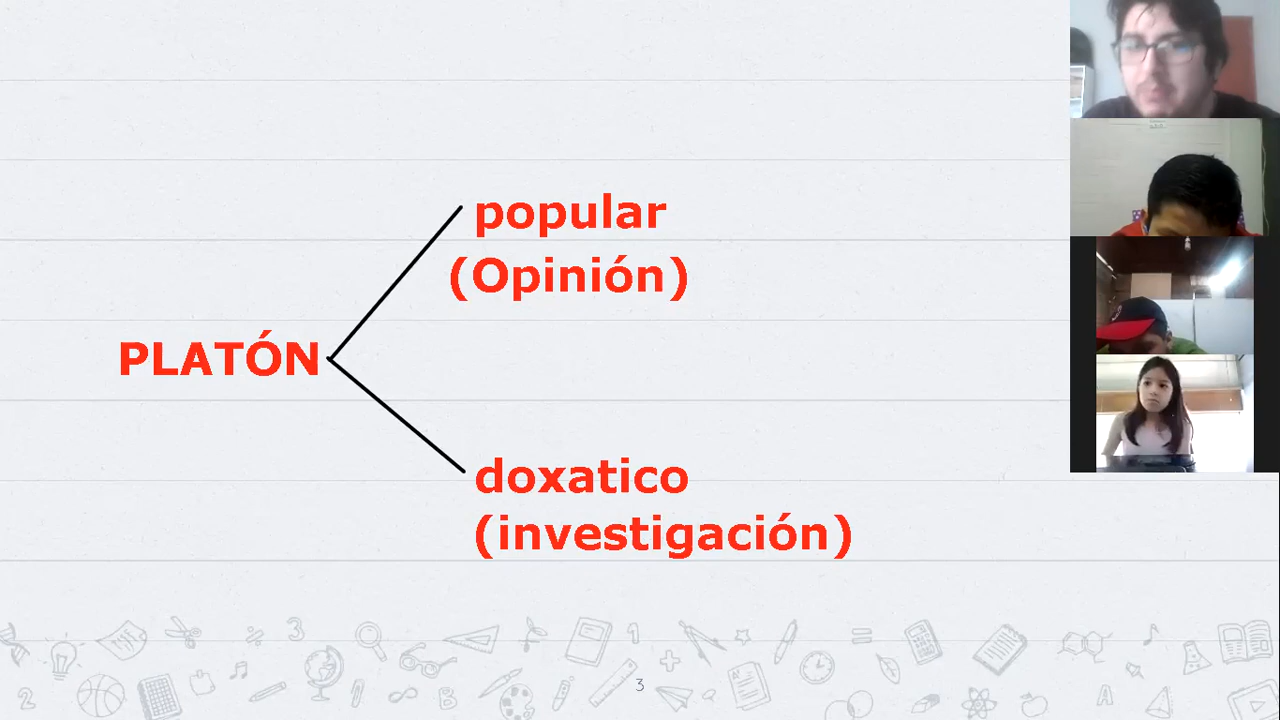 popular
(Opinión)
PLATÓN
doxatico
(investigación)
3